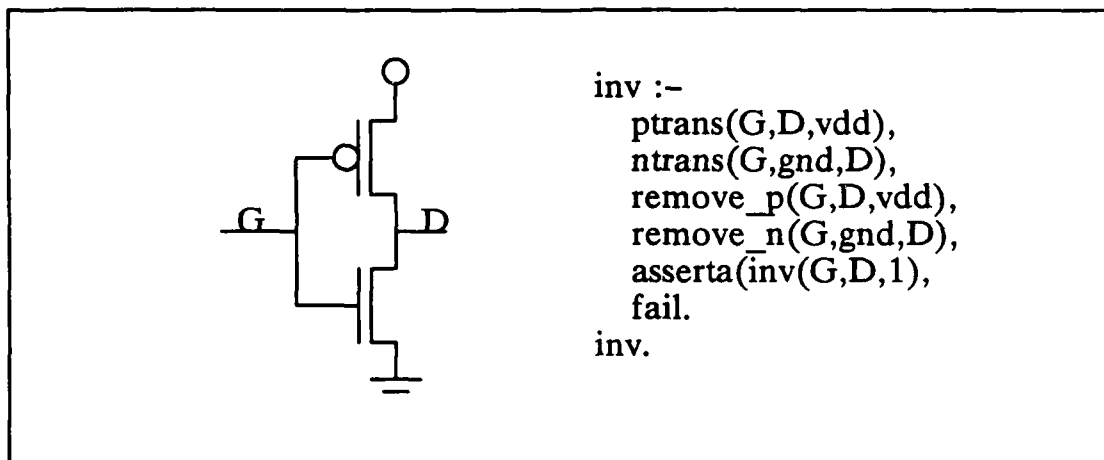 G
D
inv :-
ptrans(G,D,vdd),
ntrans(G,gnd,D),
remove_p(G,D,vdd),
remove_n(G,gnd,D),
asserta(inv(G,D,1),
fail.
inv.